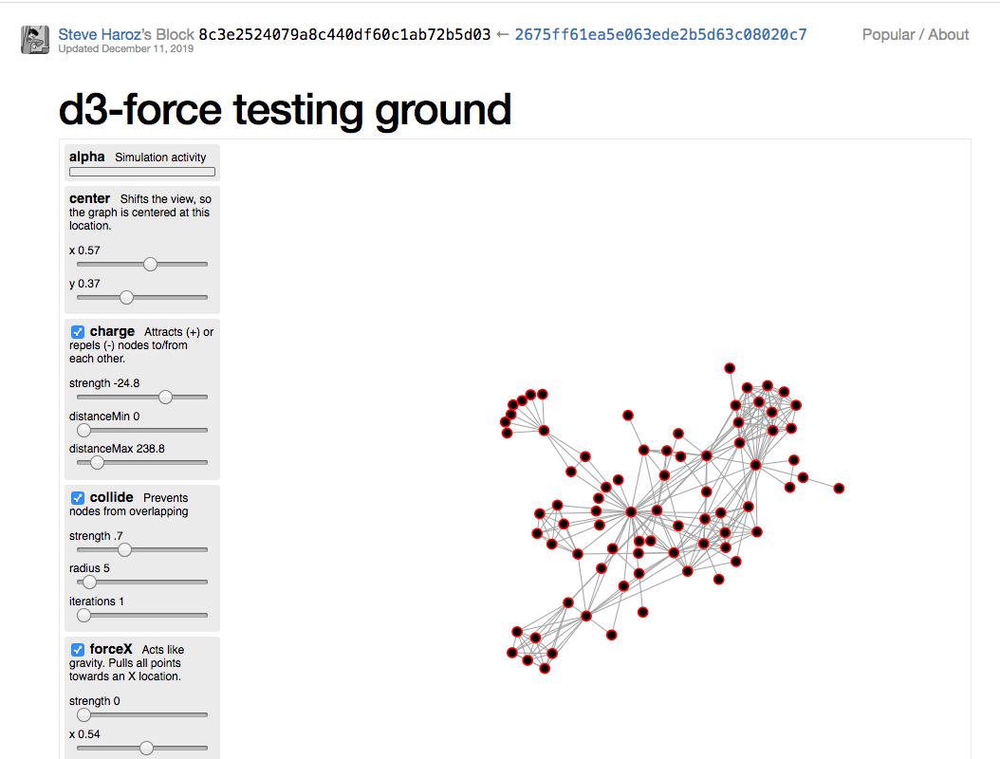 Steve Haroz's Block 8c3e2524079a8c440df60c1ab72b5d03 ← 2675ff61ea5e063ede2b5d63c08020c7 Popular / About
Updated December 11, 2019
d3-force testing ground
alpha Simulation activity
center Shifts the view, so
the graph is centered at this
location.
x 0.57
y 0.37
charge Attracts (+) or
repels (-) nodes to/from
each other.
strength -24.8
distanceMin 0
distanceMax 238.8
collide Prevents
nodes from overlapping
strength .7
radius 5
iterations 1
forceX Acts like
gravity. Pulls all points
towards an X location.
strength 0
x 0.54